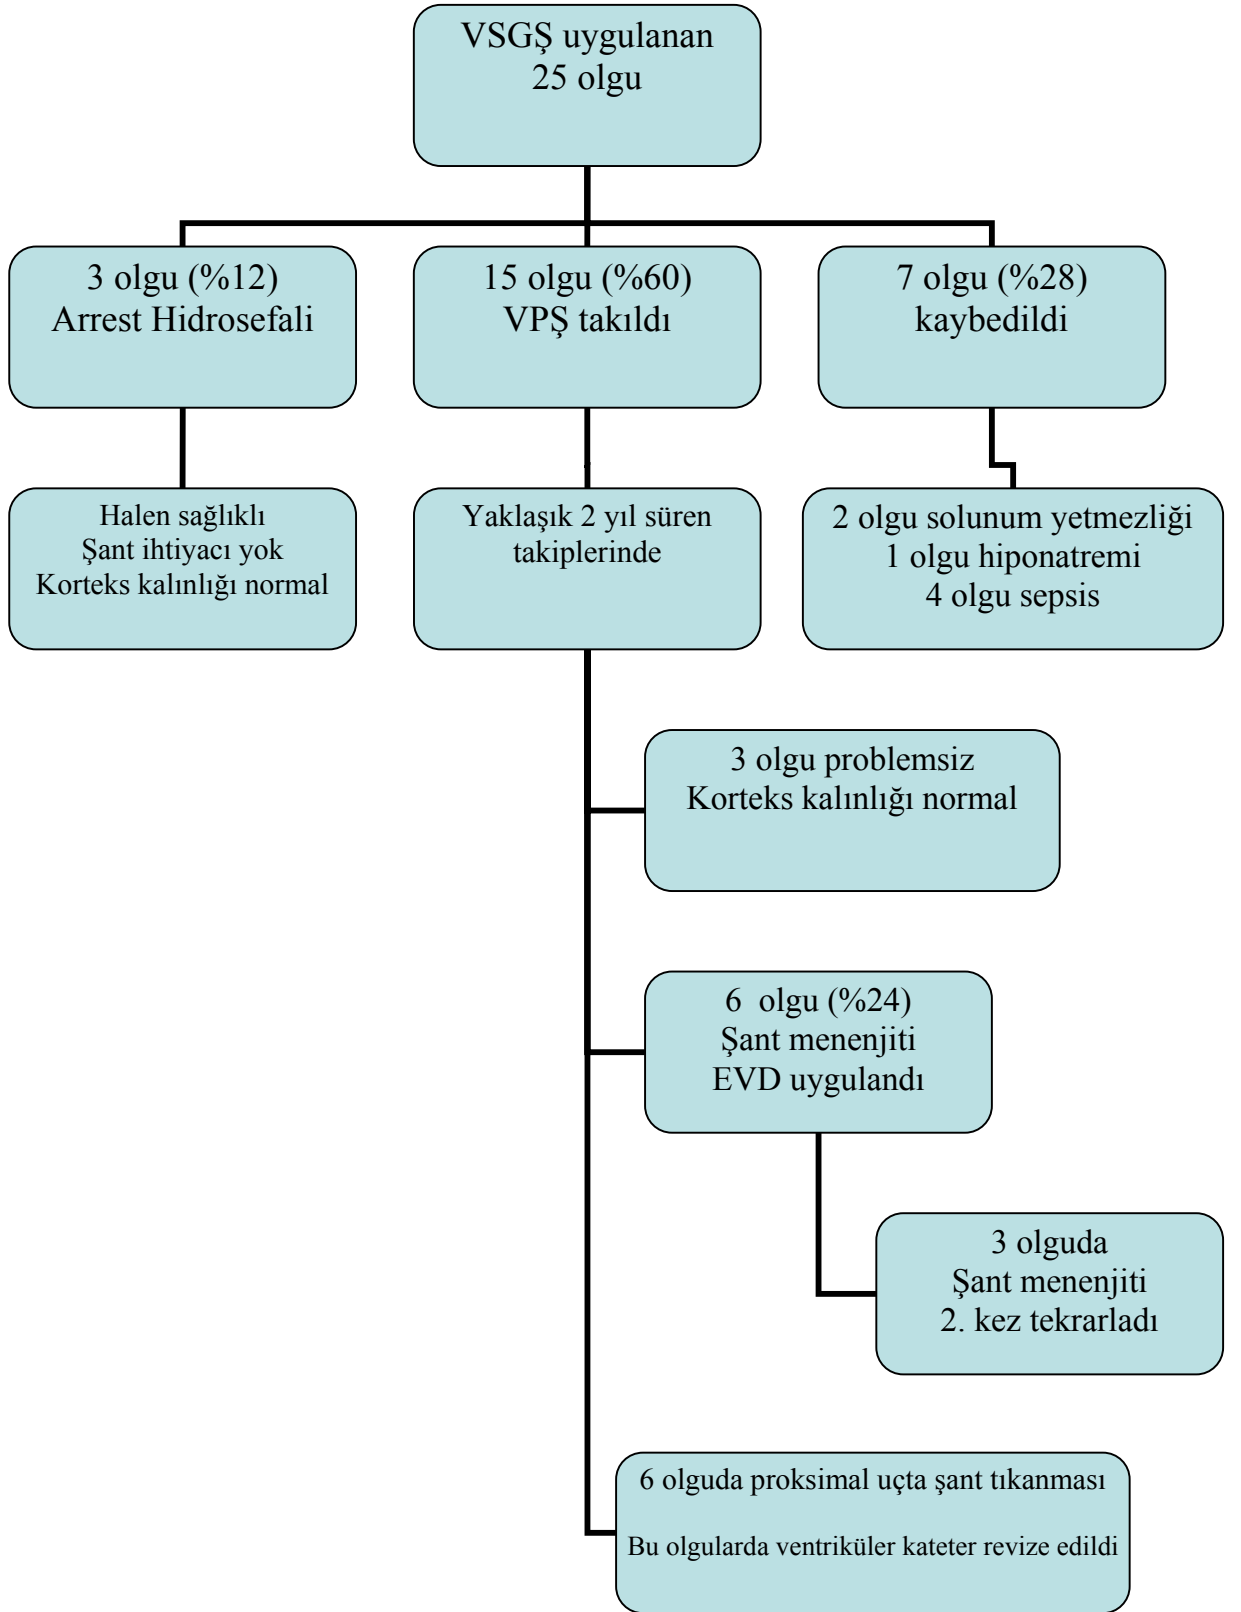 VSGŞ uygulanan
25 olgu
3 olgu (%12)
Arrest Hidrosefali
15 olgu (%60)
VPŞ takıldı
7 olgu (%28)
kaybedildi
Halen sağlıklı
Şant ihtiyacı yok
Korteks kalınlığı normal
Yaklaşık 2 yıl süren
takiplerinde
2 olgu solunum yetmezliği
1 olgu hiponatremi
4 olgu sepsis
3 olgu problemsiz
Korteks kalınlığı normal
6 olgu (%24)
Şant menenjiti
EVD uygulandı
3 olguda
Şant menenjiti
2. kez tekrarladı
6 olguda proksimal uçta şant tıkanması
Bu olgularda ventriküler kateter revize edildi